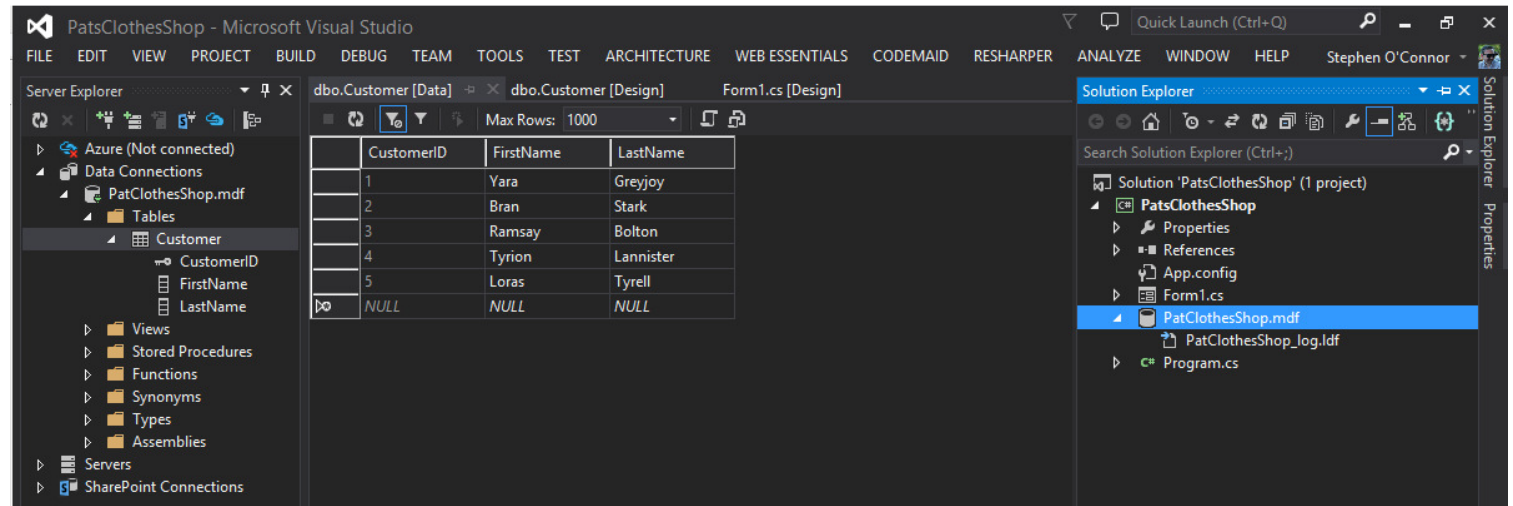 PatsClothesShop - Microsoft Visual Studio
Quick Launch (Ctrl+Q)
FILE EDIT VIEW PROJECT BUILD DEBUG TEAM TOOLS TEST ARCHITECTURE WEB ESSENTIALS CODEMAID RESHARPER ANALYZE WINDOW HELP Stephen O'Connor
Server Explorer
Azure (Not connected)
Data Connections
PatClothesShop.mdf
Tables
Customer
CustomerID
FirstName
LastName
Views
Stored Procedures
Functions
Synonyms
Types
Assemblies
Servers
SharePoint Connections
dbo.Customer [Data] dbo.Customer [Design] Form1.cs [Design]
Max Rows: 1000
CustomerID FirstName LastName
1 Yara Greyjoy
2 Bran Stark
3 Ramsay Bolton
4 Tyrion Lannister
5 Loras Tyrell
NULL NULL NULL
Solution Explorer
Search Solution Explorer (Ctrl+;)
Solution 'PatsClothesShop' (1 project)
C# PatsClothesShop
Properties
References
App.config
Form1.cs
PatClothesShop.mdf
PatClothesShop_log.ldf
C# Program.cs
Solution Explorer
Properties